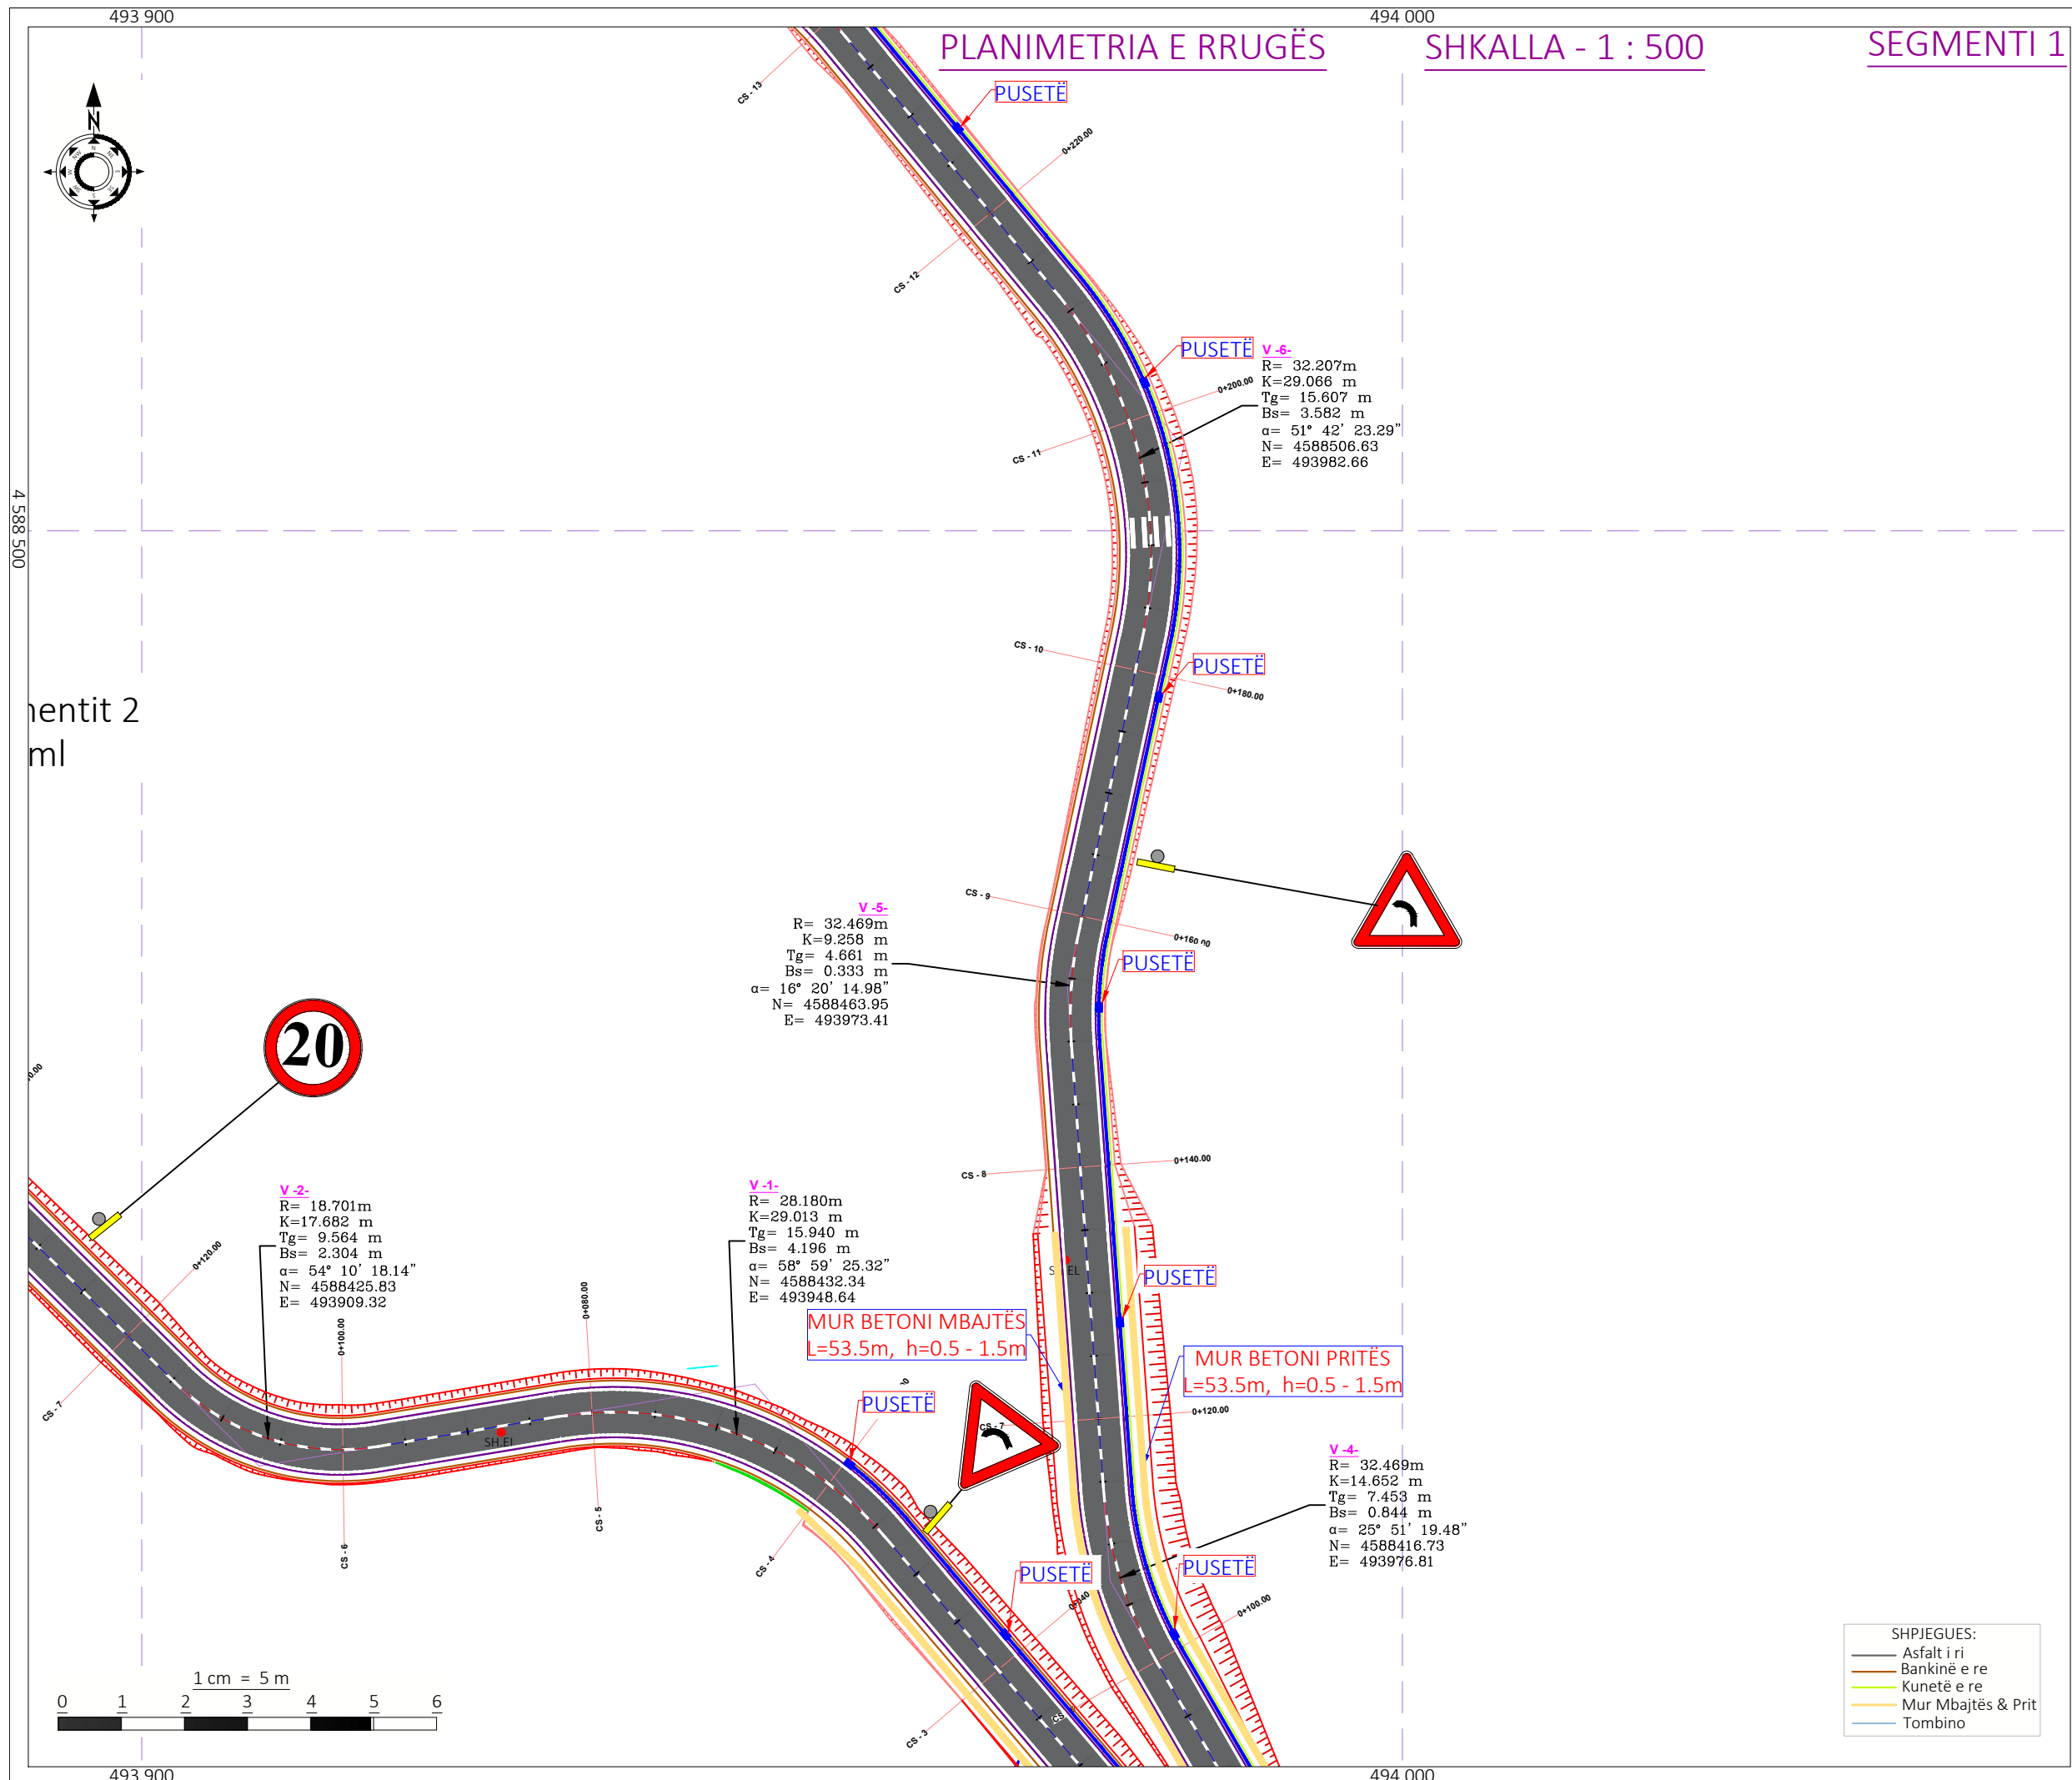 493 900
494 000
PLANIMETRIA E RRUGËS
SHKALLA - 1 : 500
SEGMENTI 1
N
4 588 500
CS - 13
PUSETË
0+220.00
CS - 12
PUSETË
V -6-
R= 32.207m
K=29.066 m
Tg= 15.607 m
Bs= 3.582 m
α= 51° 42' 23.29"
N= 4588506.63
E= 493982.66
0+200.00
CS - 11
CS - 10
PUSETË
0+180.00
nentit 2
ml
CS - 9
0+160.00
V -5-
R= 32.469m
K=9.258 m
Tg= 4.661 m
Bs= 0.333 m
α= 16° 20' 14.98"
N= 4588463.95
E= 493973.41
PUSETË
20
CS - 8
0+140.00
V -2-
R= 18.701m
K=17.682 m
Tg= 9.564 m
Bs= 2.304 m
α= 54° 10' 18.14"
N= 4588425.83
E= 493909.32
V -1-
R= 28.180m
K=29.013 m
Tg= 15.940 m
Bs= 4.196 m
α= 58° 59' 25.32"
N= 4588432.34
E= 493948.64
0+120.00
0+100.00
0+080.00
PUSETË
MUR BETONI MBAJTËS
L=53.5m, h=0.5 - 1.5m
MUR BETONI PRITËS
L=53.5m, h=0.5 - 1.5m
PUSETË
CS - 7
CS - 7
0+120.00
SH.El
CS - 6
CS - 5
CS - 4
V -4-
R= 32.469m
K=14.652 m
Tg= 7.453 m
Bs= 0.844 m
α= 25° 51' 19.48"
N= 4588416.73
E= 493976.81
PUSETË
PUSETË
0+100.00
CS
CS - 3
1 cm = 5 m
0 1 2 3 4 5 6
SHPJEGUES:
Asfalt i ri
Bankinë e re
Kunetë e re
Mur Mbajtës & Prit
Tombino
493 900
494 000